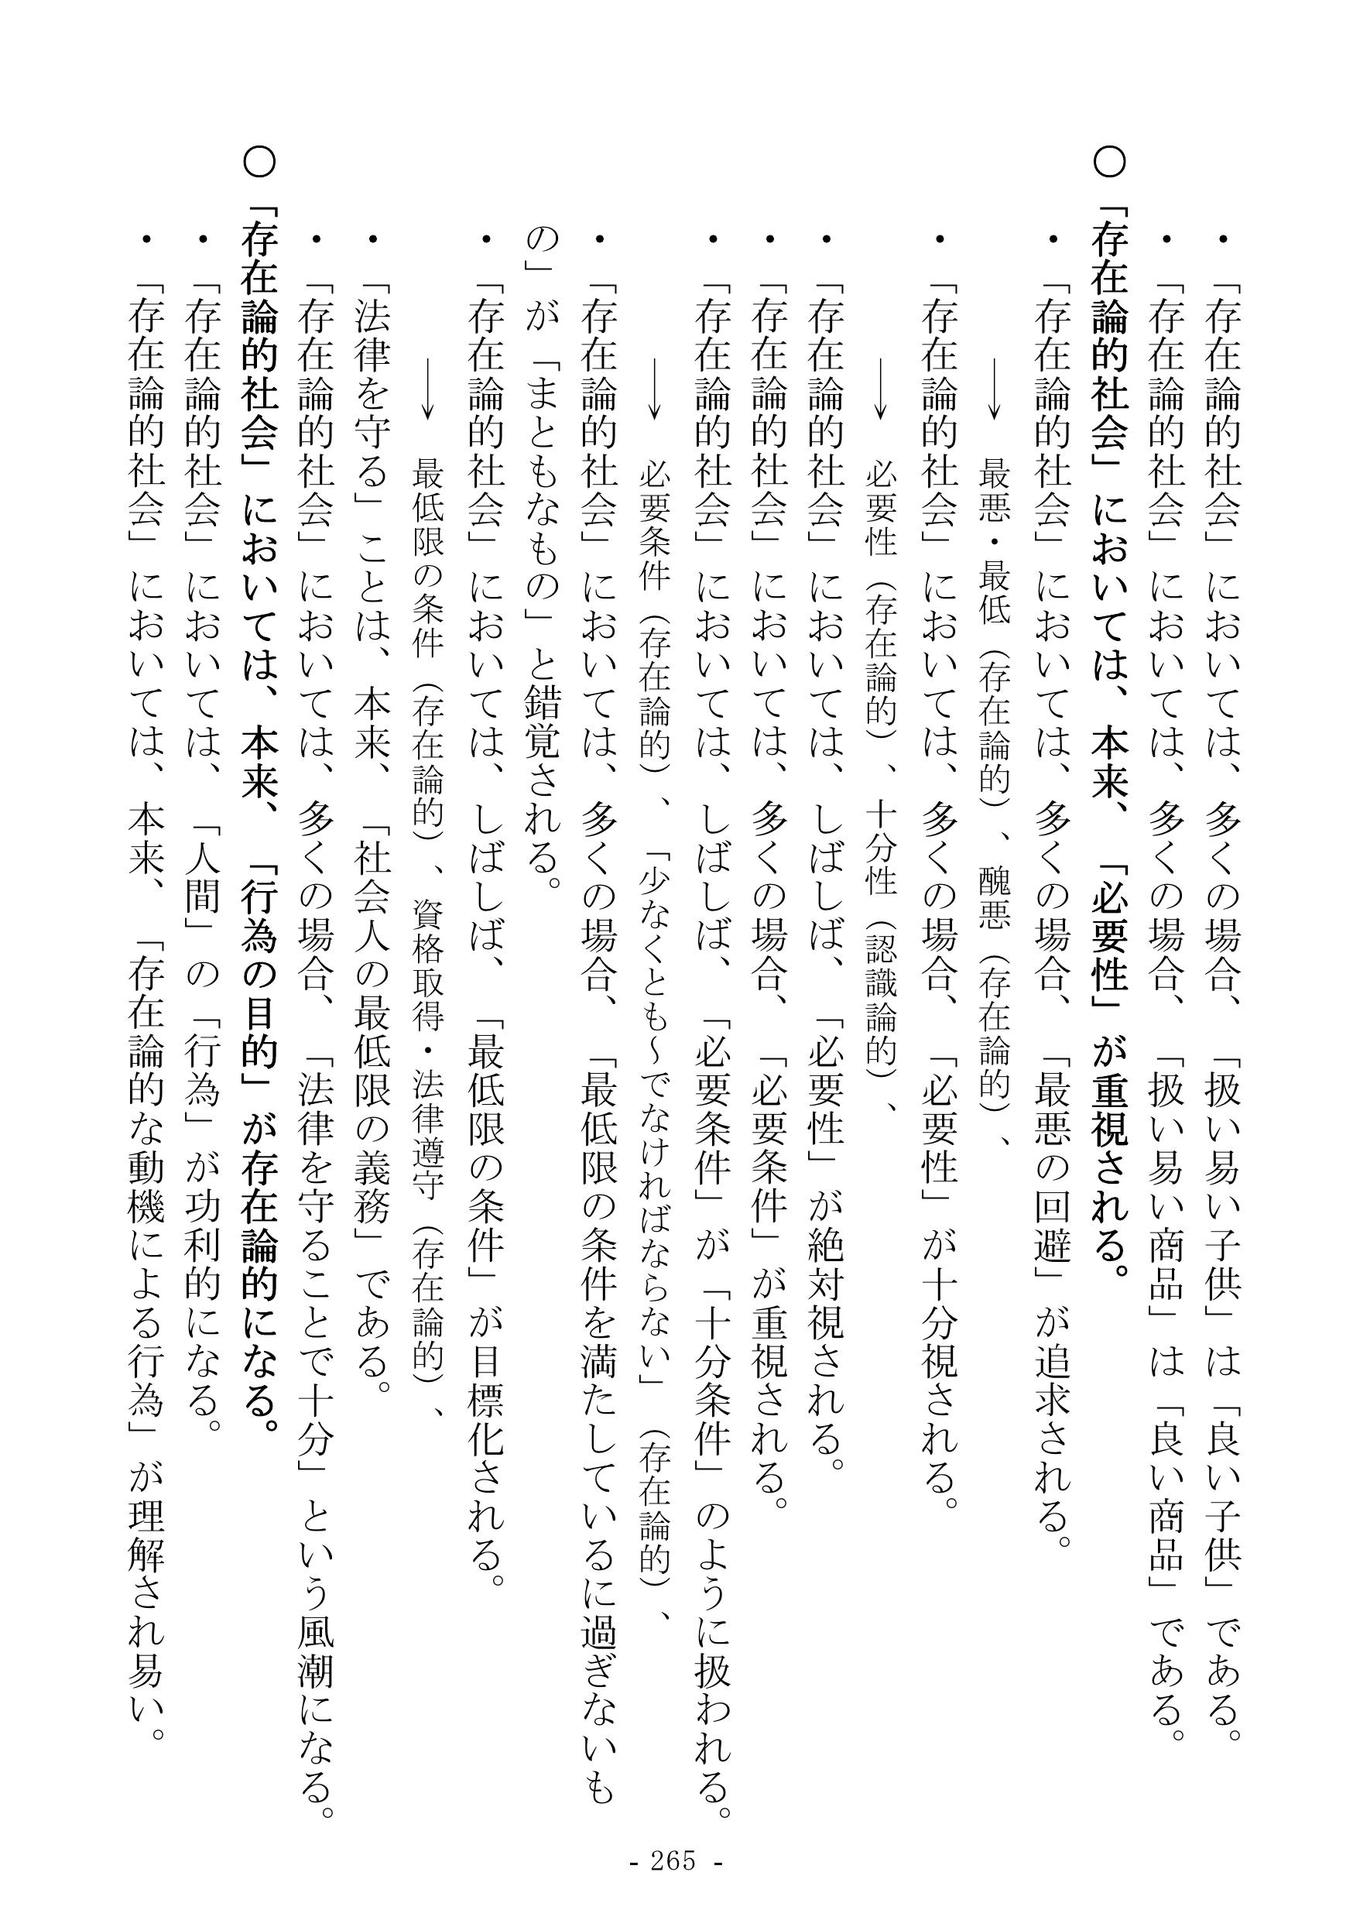 ・「存在論的社会」においては、多くの場合、「扱い易い子供」は「良い子供」である。
・「存在論的社会」においては、多くの場合、「扱い易い商品」は「良い商品」である。
○「存在論的社会」においては、本来、「必要性」が重視される。
・「存在論的社会」においては、多くの場合、「最悪の回避」が追求される。
→ 最悪・最低（存在論的）、醜悪（存在論的）、
・「存在論的社会」においては、多くの場合、「必要性」が十分視される。
→ 必要性（存在論的）、十分性（認識論的）、
・「存在論的社会」においては、しばしば、「必要性」が絶対視される。
・「存在論的社会」においては、多くの場合、「必要条件」が重視される。
・「存在論的社会」においては、しばしば、「必要条件」が「十分条件」のように扱われる。
→ 必要条件（存在論的）、「少なくとも～でなければならない」（存在論的）、
・「存在論的社会」においては、多くの場合、「最低限の条件を満たしているに過ぎないも
の」が「まともなもの」と錯覚される。
・「存在論的社会」においては、しばしば、「最低限の条件」が目標化される。
→ 最低限の条件（存在論的）、資格取得・法律遵守（存在論的）、
・「法律を守る」ことは、本来、「社会人の最低限の義務」である。
・「存在論的社会」においては、多くの場合、「法律を守ることで十分」という風潮になる。
○「存在論的社会」においては、本来、「行為の目的」が存在論的になる。
・「存在論的社会」においては、「人間」の「行為」が功利的になる。
・「存在論的社会」においては、本来、「存在論的な動機による行為」が理解され易い。
- 265 -